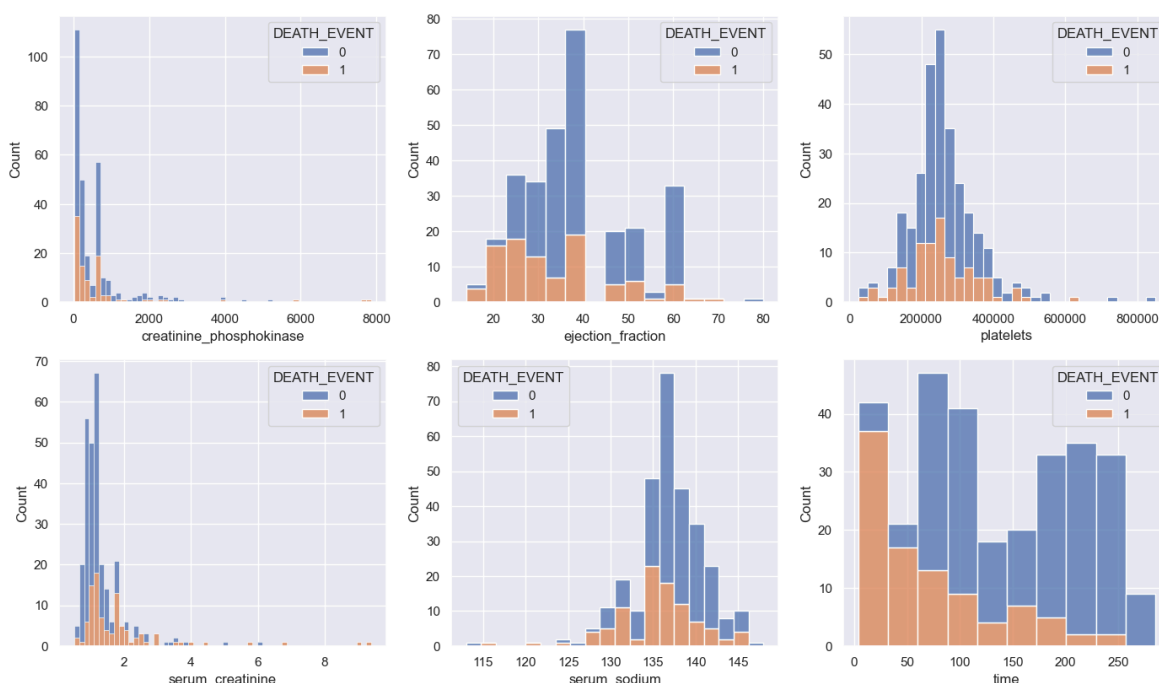 DEATH_EVENT
0
1
Count
100
80
60
40
20
0
0 2000 4000 6000 8000
creatinine_phosphokinase
DEATH_EVENT
0
1
Count
80
70
60
50
40
30
20
10
0
20 30 40 50 60 70 80
ejection_fraction
DEATH_EVENT
0
1
Count
50
40
30
20
10
0
0 200000 400000 600000 800000
platelets
DEATH_EVENT
0
1
Count
70
60
50
40
30
20
10
0
2 4 6 8
serum_creatinine
DEATH_EVENT
0
1
Count
80
70
60
50
40
30
20
10
0
115 120 125 130 135 140 145
serum_sodium
DEATH_EVENT
0
1
Count
40
30
20
10
0
0 50 100 150 200 250
time